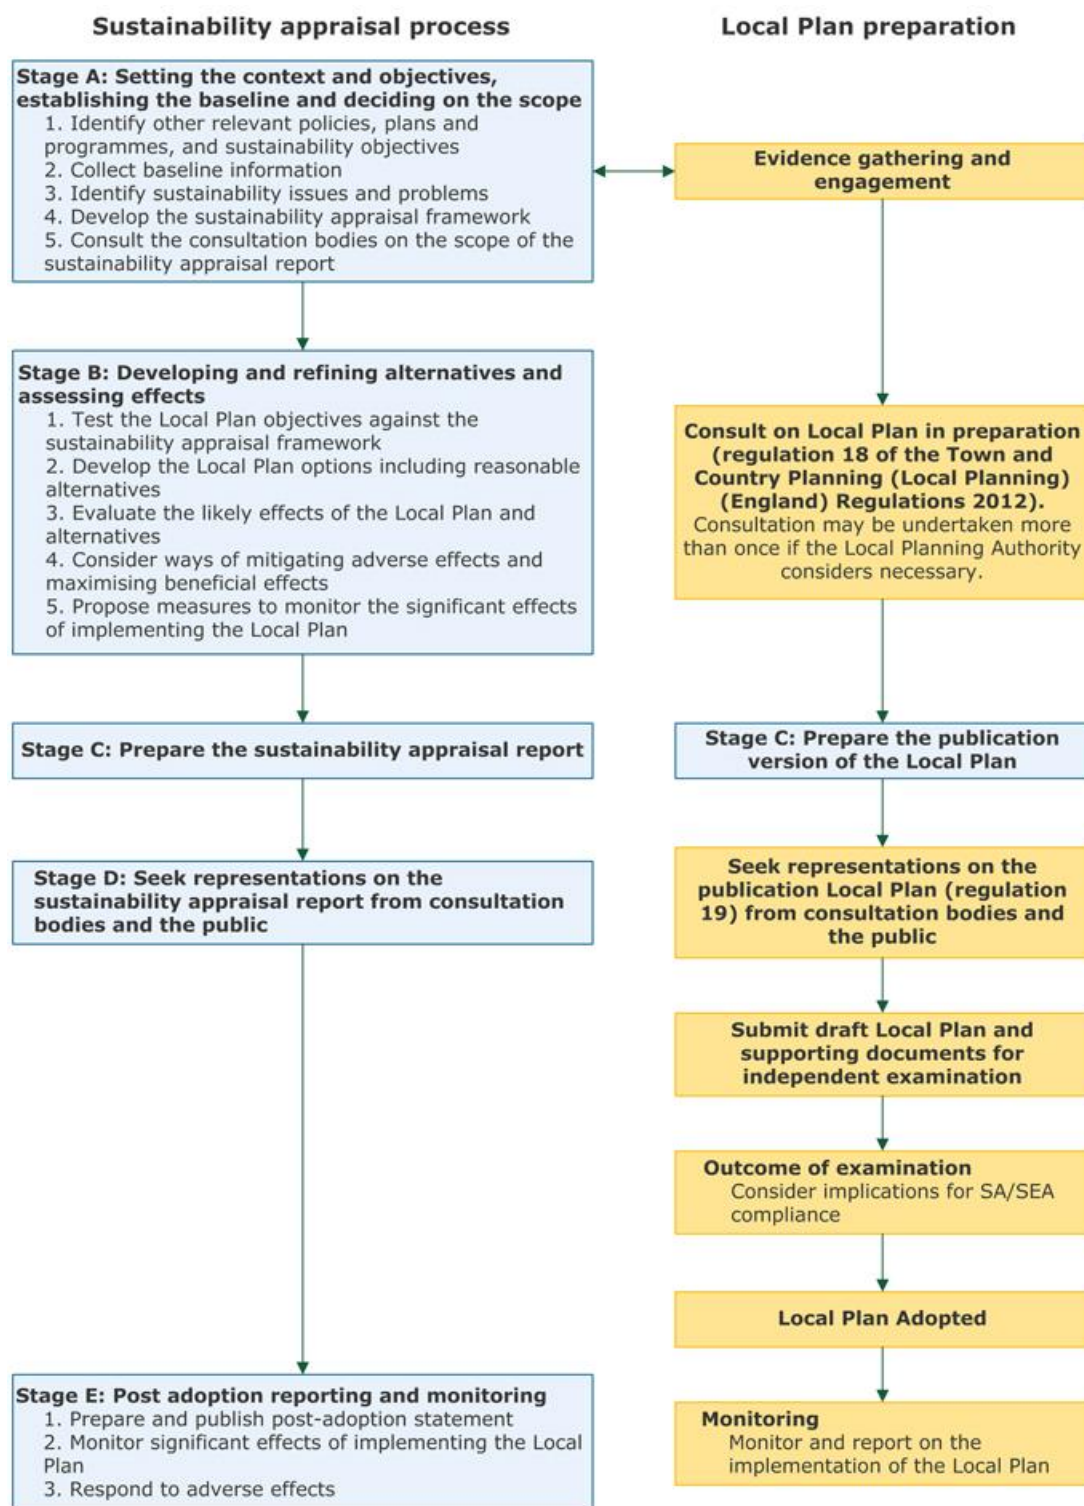 Sustainability appraisal process
Local Plan preparation
Stage A: Setting the context and objectives,
establishing the baseline and deciding on the scope
1. Identify other relevant policies, plans and
programmes, and sustainability objectives
2. Collect baseline information
3. Identify sustainability issues and problems
4. Develop the sustainability appraisal framework
5. Consult the consultation bodies on the scope of the
sustainability appraisal report
Evidence gathering and
engagement
Stage B: Developing and refining alternatives and
assessing effects
1. Test the Local Plan objectives against the
sustainability appraisal framework
2. Develop the Local Plan options including reasonable
alternatives
3. Evaluate the likely effects of the Local Plan and
alternatives
4. Consider ways of mitigating adverse effects and
maximising beneficial effects
5. Propose measures to monitor the significant effects
of implementing the Local Plan
Consult on Local Plan in preparation
(regulation 18 of the Town and
Country Planning (Local Planning)
(England) Regulations 2012).
Consultation may be undertaken more
than once if the Local Planning Authority
considers necessary.
Stage C: Prepare the sustainability appraisal report
Stage C: Prepare the publication
version of the Local Plan
Stage D: Seek representations on the
sustainability appraisal report from consultation
bodies and the public
Seek representations on the
publication Local Plan (regulation
19) from consultation bodies and
the public
Submit draft Local Plan and
supporting documents for
independent examination
Outcome of examination
Consider implications for SA/SEA
compliance
Local Plan Adopted
Stage E: Post adoption reporting and monitoring
1. Prepare and publish post-adoption statement
2. Monitor significant effects of implementing the Local
Plan
3. Respond to adverse effects
Monitoring
Monitor and report on the
implementation of the Local Plan